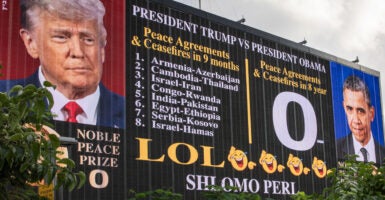 PRESIDENT TRUMP VS PRESIDENT OBAMA
Peace Agreements
& Ceasefires in 9 months
1 - Armenia-Azerbaijan
2 - Cambodia-Thailand
3 - Israel-Iran
4 - Congo-Rwanda
5 - India-Pakistan
6 - Egypt-Ethiopia
7 - Serbia-Kosovo
8 - Israel-Hamas
Peace Agreements
& Ceasefires in 8 year
0
NOBLE
PEACE
PRIZE
0
LOL
SHLOMO PERL